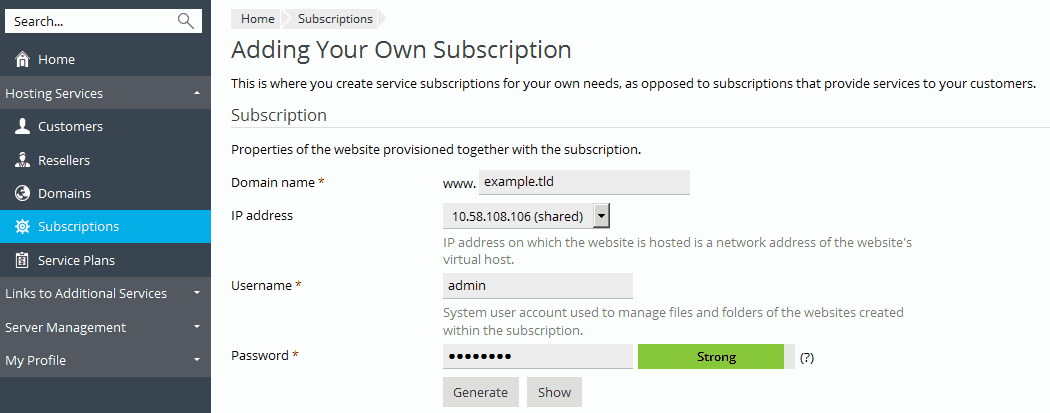 Search...
Home
Hosting Services
Customers
Resellers
Domains
Subscriptions
Service Plans
Links to Additional Services
Server Management
My Profile
Home Subscriptions
Adding Your Own Subscription
This is where you create service subscriptions for your own needs, as opposed to subscriptions that provide services to your customers.
Subscription
Properties of the website provisioned together with the subscription.
Domain name * www. example.tld
IP address 10.58.108.106 (shared)
IP address on which the website is hosted is a network address of the website's
virtual host.
Username * admin
System user account used to manage files and folders of the websites created
within the subscription.
Password * •••••••• Strong (?)
Generate Show